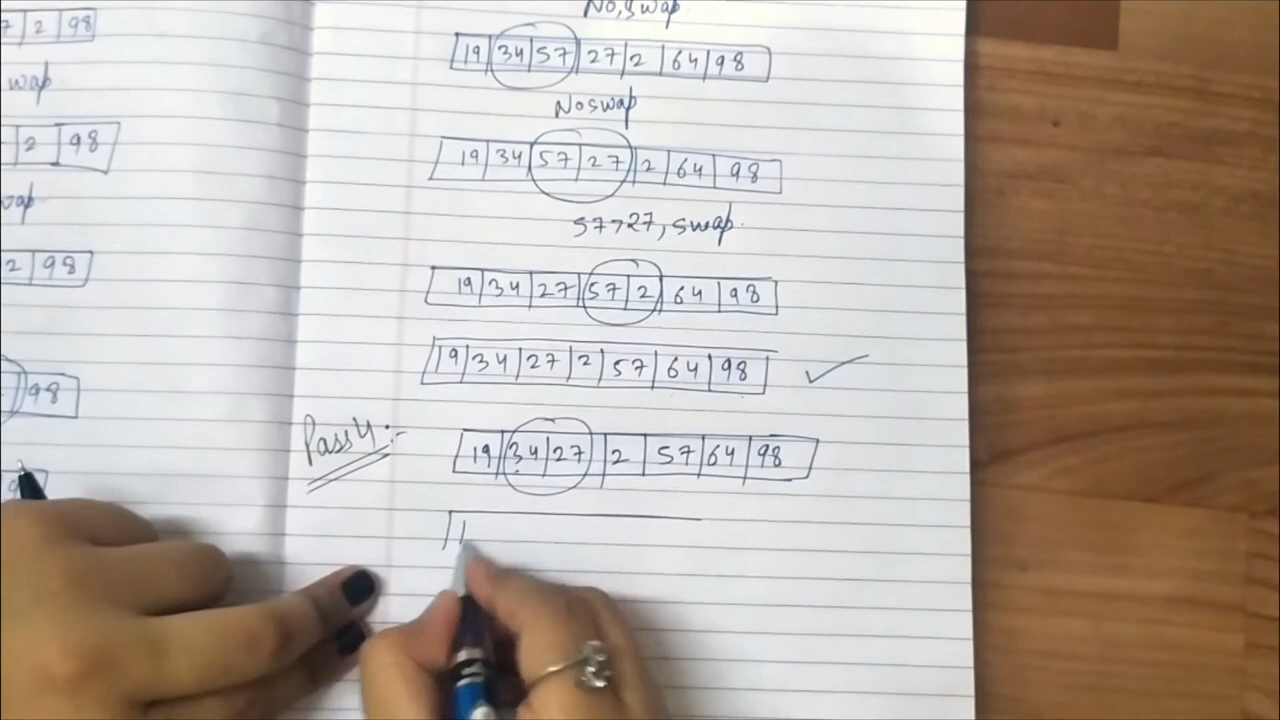 7 2 98
wap
2 98
wap
2 98
98
No, swap
19 34 57 27 2 64 98
No swap
19 34 57 27 2 64 98
57>27, swap
19 34 27 57 2 64 98
19 34 27 2 57 64 98
Pass 4:-
19 34 27 2 57 64 98
1